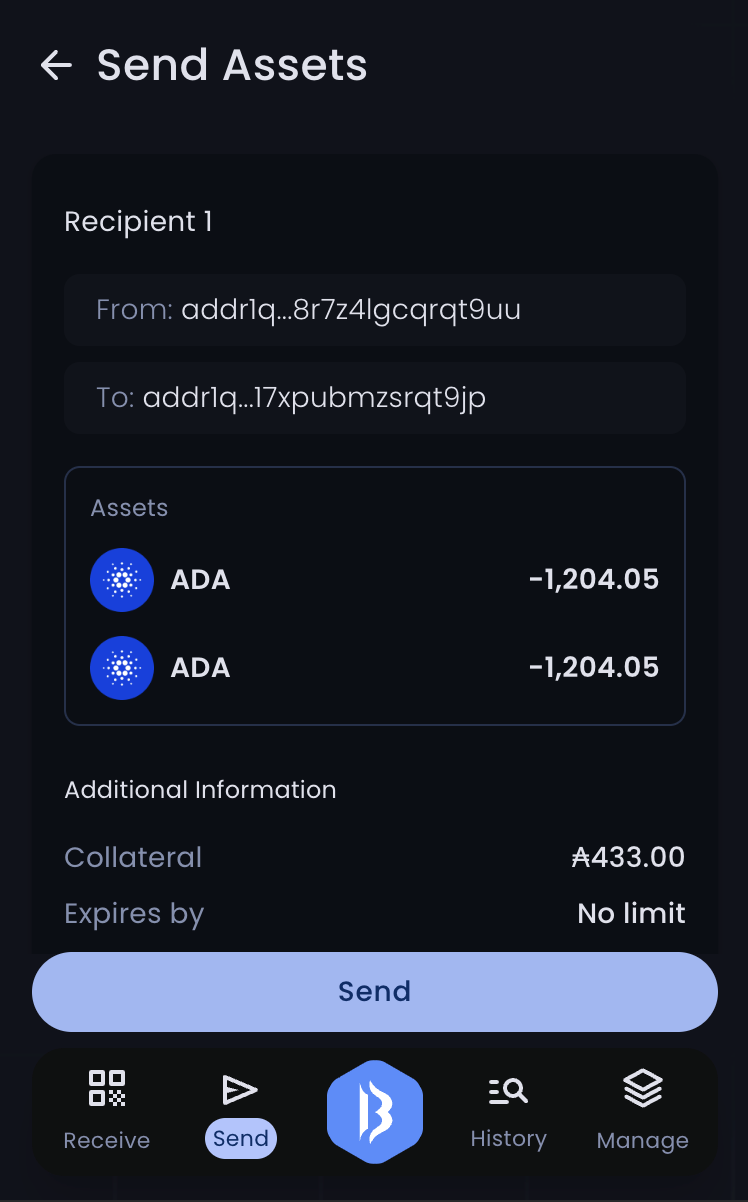 Send Assets
Recipient 1
From: addr1q...8r7z4lgcqrqt9uu
To: addr1q...17xpubmzsrqt9jp
Assets
ADA -1,204.05
ADA -1,204.05
Additional Information
Collateral ₳433.00
Expires by No limit
Send
Receive Send History Manage